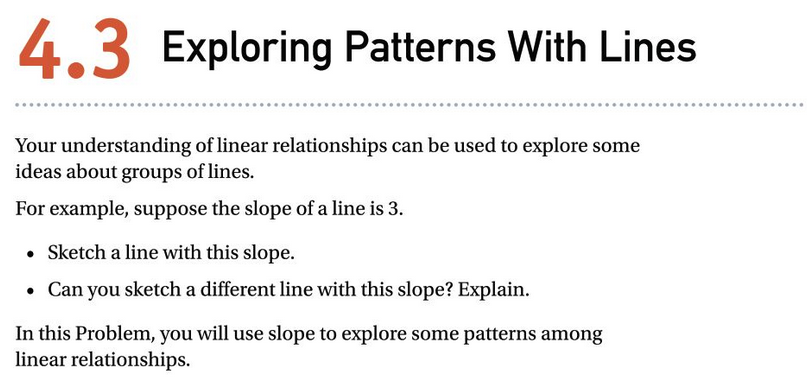 4.3 Exploring Patterns With Lines
Your understanding of linear relationships can be used to explore some
ideas about groups of lines.
For example, suppose the slope of a line is 3.
• Sketch a line with this slope.
• Can you sketch a different line with this slope? Explain.
In this Problem, you will use slope to explore some patterns among
linear relationships.